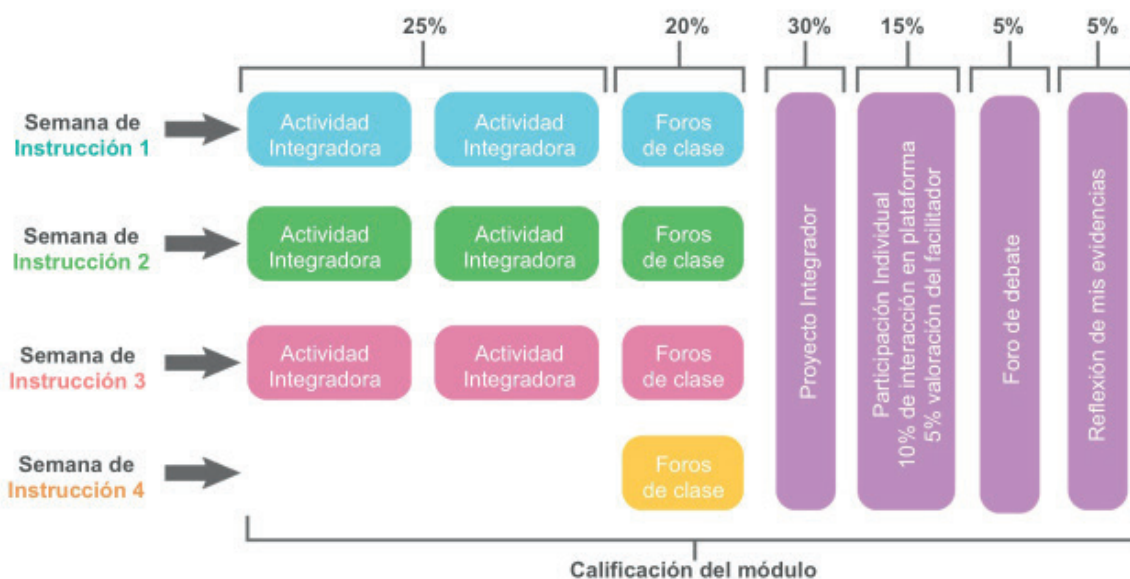 25%
20%
30%
15%
5%
5%
Semana de
Instrucción 1
Actividad
Integradora
Actividad
Integradora
Foros
de clase
Semana de
Instrucción 2
Actividad
Integradora
Actividad
Integradora
Foros
de clase
Semana de
Instrucción 3
Actividad
Integradora
Actividad
Integradora
Foros
de clase
Semana de
Instrucción 4
Foros
de clase
Proyecto Integrador
Participación Individual
10% de interacción en plataforma
5% valoración del facilitador
Foro de debate
Reflexión de mis evidencias
Calificación del módulo